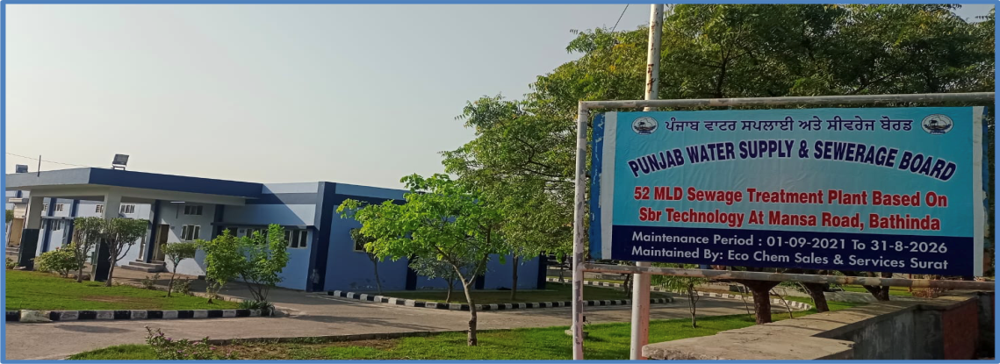 ਪੰਜਾਬ ਵਾਟਰ ਸਪਲਾਈ ਅਤੇ ਸੀਵਰੇਜ ਬੋਰਡ
PUNJAB WATER SUPPLY & SEWERAGE BOARD
52 MLD Sewage Treatment Plant Based On
Sbr Technology At Mansa Road, Bathinda
Maintenance Period : 01-09-2021 To 31-8-2026
Maintained By: Eco Chem Sales & Services Surat